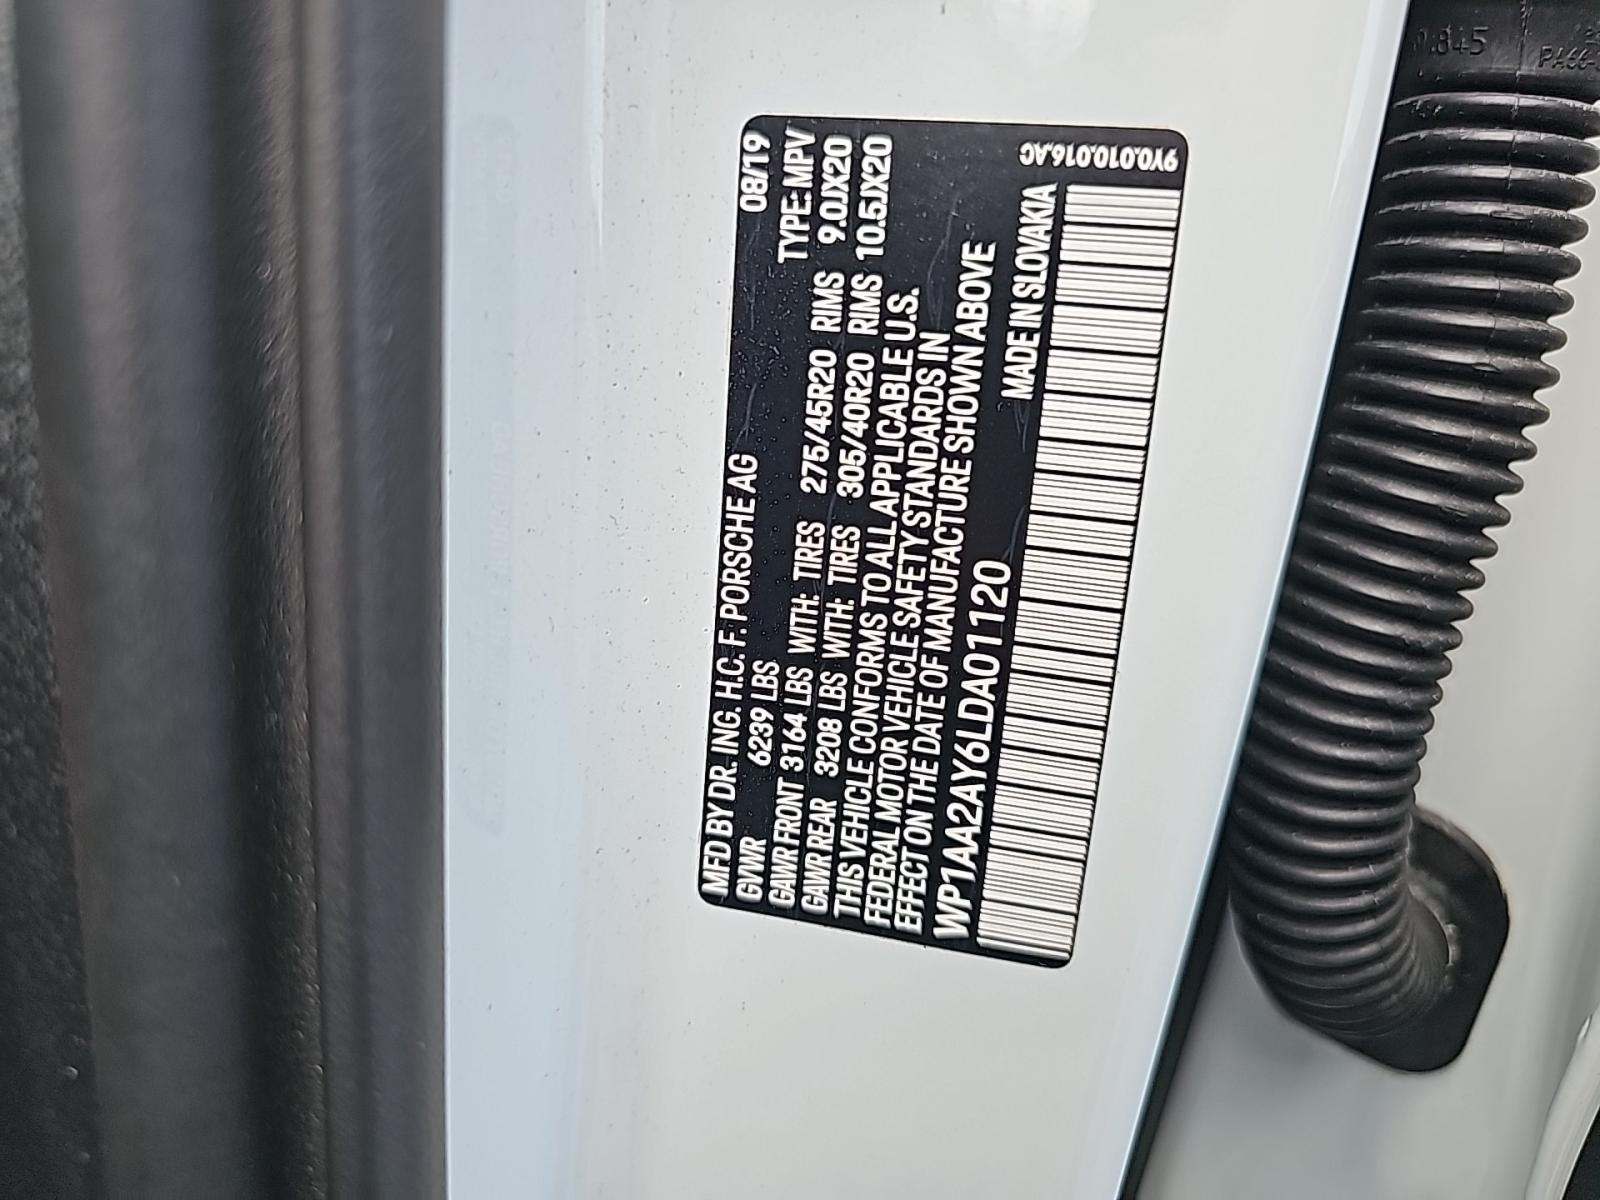 MFD BY DR. ING. H.C. F. PORSCHE AG 08/19
GVWR 6239 LBS TYPE: MPV
GAWR FRONT 3164 LBS WITH: TIRES 275/45R20 RIMS 9.0JX20
GAWR REAR 3208 LBS WITH: TIRES 305/40R20 RIMS 10.5JX20
THIS VEHICLE CONFORMS TO ALL APPLICABLE U.S.
FEDERAL MOTOR VEHICLE SAFETY STANDARDS IN
EFFECT ON THE DATE OF MANUFACTURE SHOWN ABOVE
WP1AA2AY6LDA01120 MADE IN SLOVAKIA
9Y0.010.016.AC